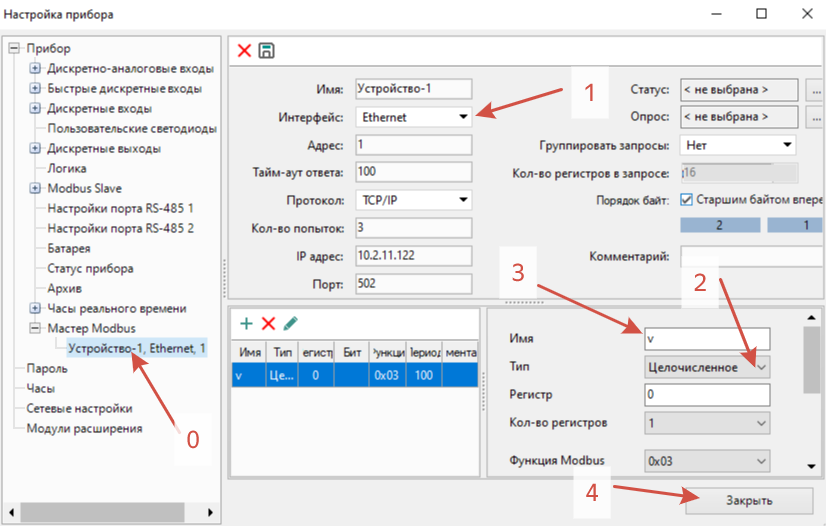 Настройка прибора
Прибор
Дискретно-аналоговые входы
Быстрые дискретные входы
Дискретные входы
Пользовательские светодиоды
Дискретные выходы
Логика
Modbus Slave
Настройки порта RS-485 1
Настройки порта RS-485 2
Батарея
Статус прибора
Архив
Часы реального времени
Мастер Modbus
Устройство-1, Ethernet, 1
Пароль
Часы
Сетевые настройки
Модули расширения
0
Имя: Устройство-1
Интерфейс: Ethernet
1
Адрес: 1
Тайм-аут ответа: 100
Протокол: TCP/IP
Кол-во попыток: 3
IP адрес: 10.2.11.122
Порт: 502
Статус: < не выбрана > ...
Опрос: < не выбрана > ...
Группировать запросы: Нет
Кол-во регистров в запросе: 16
Порядок байт: Старшим байтом впере
2 1
Комментарий:
3
2
Имя Тип егистр Бит Функци Период мента
v Це... 0 0x03 100
Имя v
Тип Целочисленное
Регистр 0
Кол-во регистров 1
Функция Modbus 0x03
4
Закрыть